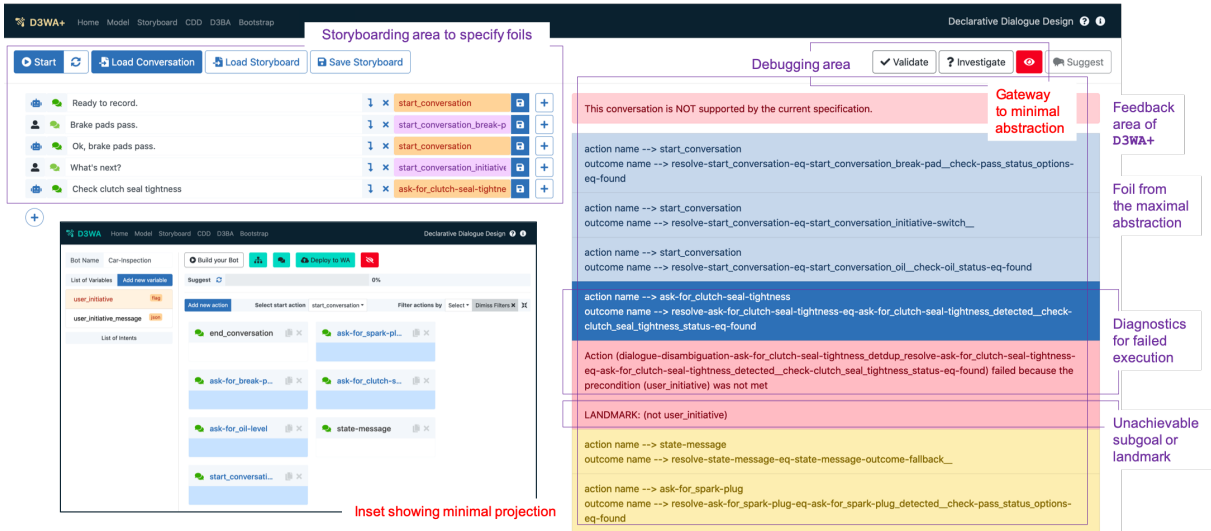 D3WA+ Home Model Storyboard CDD D3BA Bootstrap
Declarative Dialogue Design
Storyboarding area to specify foils
Start Load Conversation Load Storyboard Save Storyboard
Debugging area
Validate Investigate Suggest
Gateway
to minimal
abstraction
Ready to record. start_conversation
Brake pads pass. start_conversation_break-p
Ok, brake pads pass. start_conversation
What's next? start_conversation_initiative
Check clutch seal tightness ask-for_clutch-seal-tightne
This conversation is NOT supported by the current specification.
Feedback
area of
D3WA+
action name --> start_conversation
outcome name --> resolve-start_conversation-eq-start_conversation_break-pad__check-pass_status_options-
eq-found
action name --> start_conversation
outcome name --> resolve-start_conversation-eq-start_conversation_initiative-switch__
action name --> start_conversation
outcome name --> resolve-start_conversation-eq-start_conversation_oil__check-oil_status-eq-found
Foil from
the maximal
abstraction
action name --> ask-for_clutch-seal-tightness
outcome name --> resolve-ask-for_clutch-seal-tightness-eq-ask-for_clutch-seal-tightness_detected__check-
clutch_seal_tightness_status-eq-found
Action (dialogue-disambiguation-ask-for_clutch-seal-tightness_detdup_resolve-ask-for_clutch-seal-tightness-
eq-ask-for_clutch-seal-tightness_detected__check-clutch_seal_tightness_status-eq-found) failed because the
precondition (user_initiative) was not met
Diagnostics
for failed
execution
LANDMARK: (not user_initiative)
Unachievable
subgoal or
landmark
action name --> state-message
outcome name --> resolve-state-message-eq-state-message-outcome-fallback__
action name --> ask-for_spark-plug
outcome name --> resolve-ask-for_spark-plug-eq-ask-for_spark-plug_detected__check-pass_status_options-
eq-found
D3WA Home Model Storyboard CDD D3BA Bootstrap
Declarative Dialogue Design
Bot Name Car-Inspection
Build your Bot Deploy to WA
List of Variables Add new variable
Suggest 0%
user_initiative flag
user_initiative_message json
List of Intents
Add new action Select start action start_conversation Filter actions by Select Dimiss Filters
end_conversation ask-for_spark-pl...
ask-for_break-p... ask-for_clutch-s...
ask-for_oil-level state-message
start_conversati...
Inset showing minimal projection